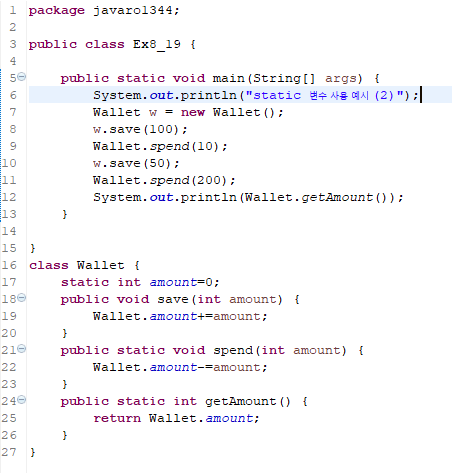 1 package javaro1344;
2
3 public class Ex8_19 {
4
5 public static void main(String[] args) {
6 System.out.println("static 변수 사용 예시 (2)");
7 Wallet w = new Wallet();
8 w.save(100);
9 Wallet.spend(10);
10 w.save(50);
11 Wallet.spend(200);
12 System.out.println(Wallet.getAmount());
13 }
14
15 }
16 class Wallet {
17 static int amount=0;
18 public void save(int amount) {
19 Wallet.amount+=amount;
20 }
21 public static void spend(int amount) {
22 Wallet.amount-=amount;
23 }
24 public static int getAmount() {
25 return Wallet.amount;
26 }
27 }